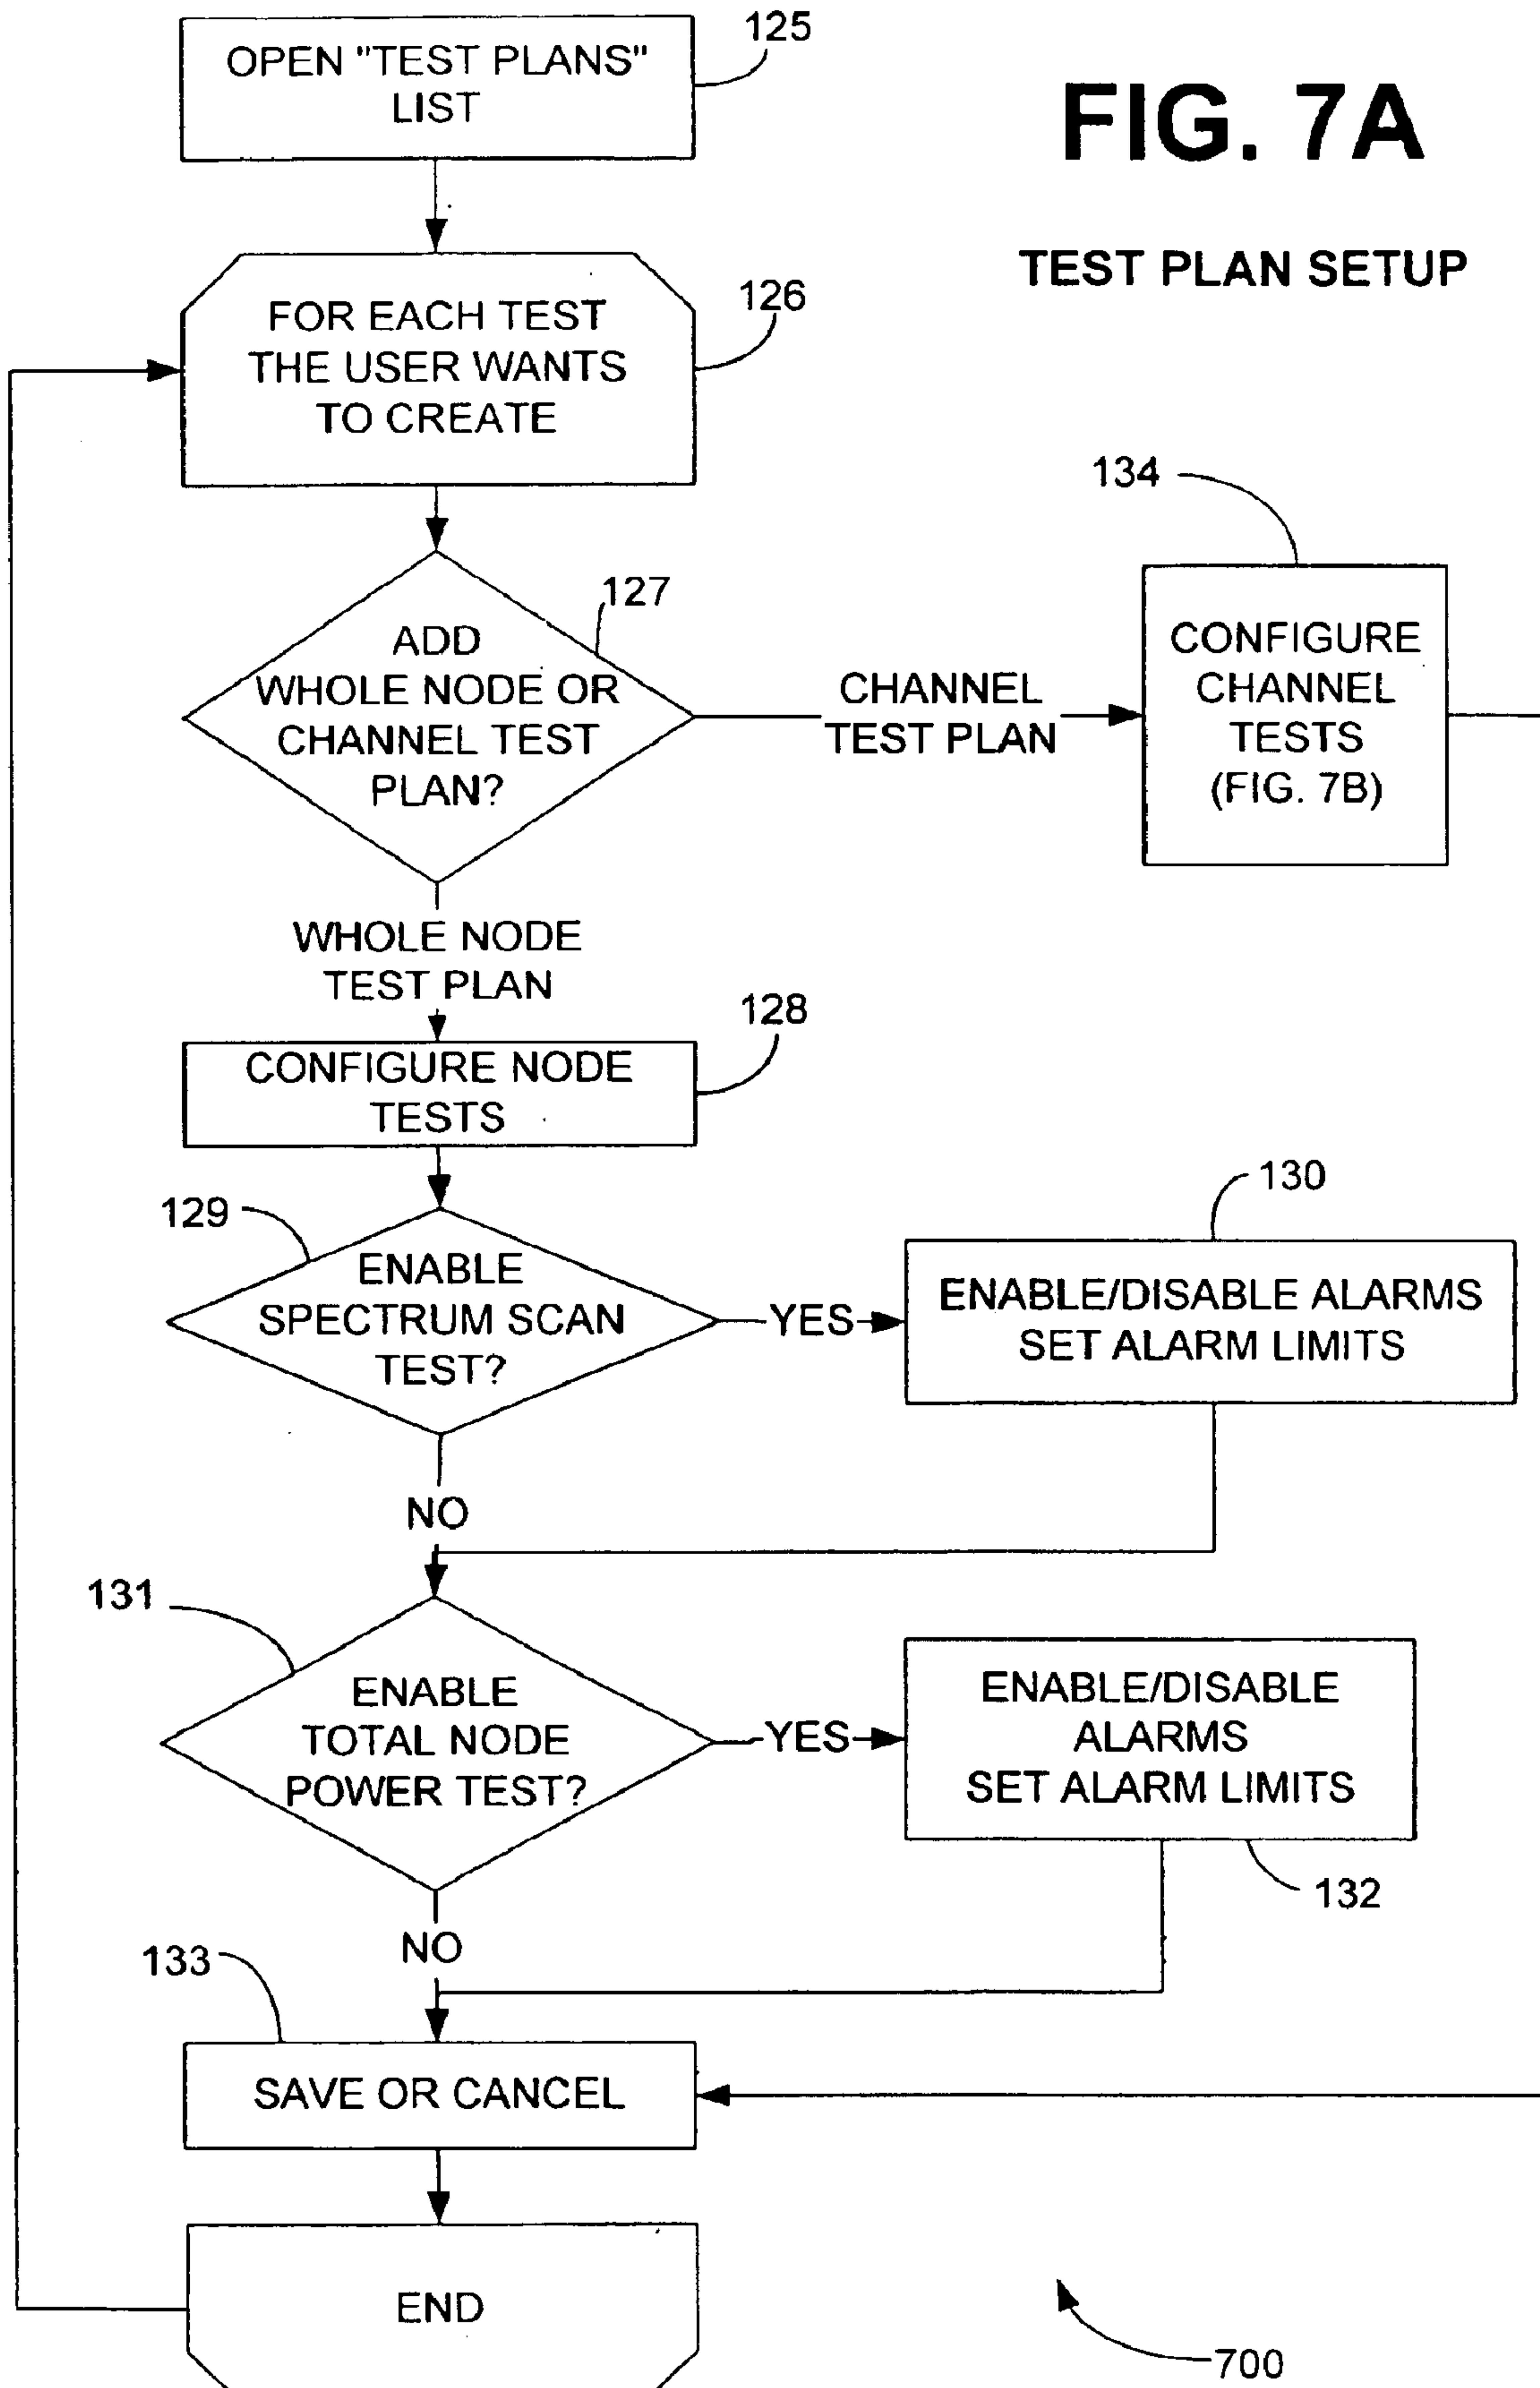 125
OPEN "TEST PLANS"
LIST
FIG. 7A
TEST PLAN SETUP
126
FOR EACH TEST
THE USER WANTS
TO CREATE
134
127
ADD
WHOLE NODE OR
CHANNEL TEST
PLAN?
CHANNEL
TEST PLAN
CONFIGURE
CHANNEL
TESTS
(FIG. 7B)
WHOLE NODE
TEST PLAN
128
CONFIGURE NODE
TESTS
129
130
ENABLE
SPECTRUM SCAN
TEST?
YES
ENABLE/DISABLE ALARMS
SET ALARM LIMITS
NO
131
ENABLE
TOTAL NODE
POWER TEST?
YES
ENABLE/DISABLE
ALARMS
SET ALARM LIMITS
132
NO
133
SAVE OR CANCEL
END
700